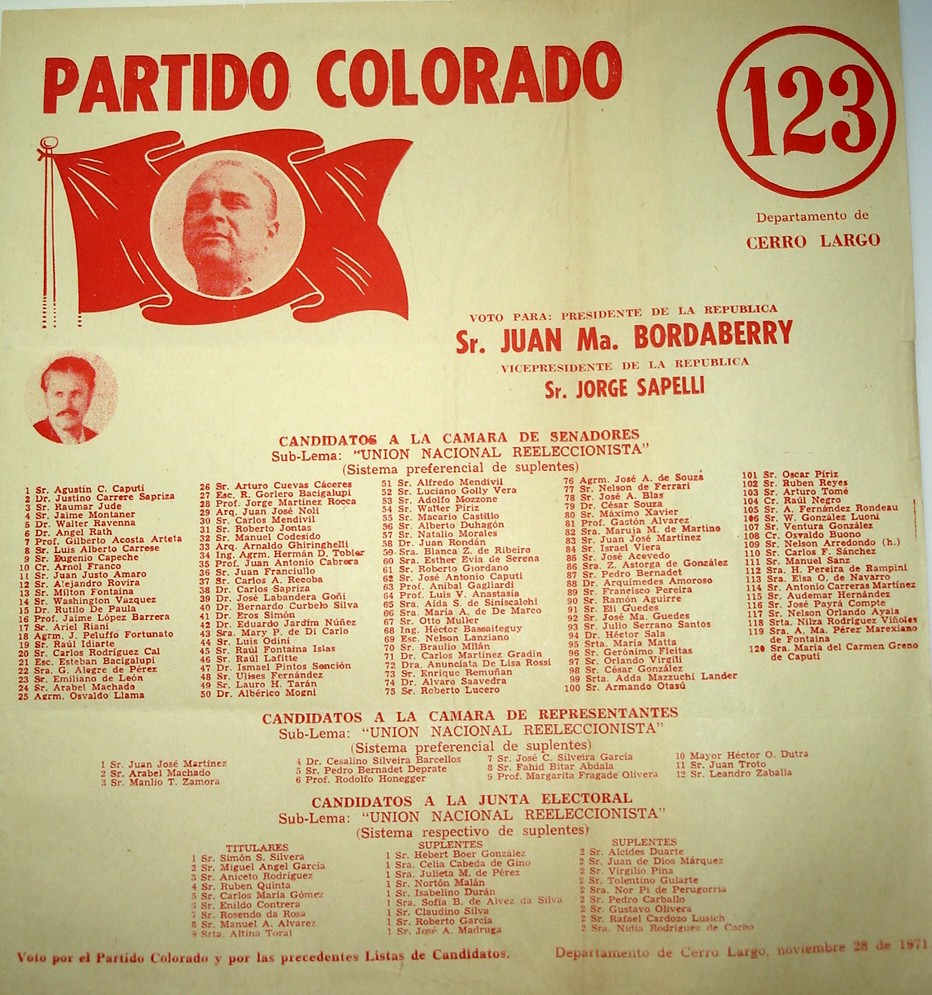 PARTIDO COLORADO
123
Departamento de
CERRO LARGO
VOTO PARA: PRESIDENTE DE LA REPUBLICA
Sr. JUAN Ma. BORDABERRY
VICEPRESIDENTE DE LA REPUBLICA
Sr. JORGE SAPELLI
CANDIDATOS A LA CAMARA DE SENADORES
Sub-Lema: "UNION NACIONAL REELECCIONISTA"
(Sistema preferencial de suplentes)
1 Sr. Agustín C. Caputi
2 Dr. Justino Carrere Sapriza
3 Sr. Raumar Jude
4 Sr. Jaime Montaner
5 Dr. Walter Ravenna
6 Dr. Angel Rath
7 Prof. Gilberto Acosta Arteta
8 Sr. Luis Alberto Carrese
9 Sr. Eugenio Capeche
10 Cr. Arnol Franco
11 Sr. Juan Justo Amaro
12 Sr. Alejandro Rovira
13 Sr. Milton Fontaina
14 Sr. Washington Vázquez
15 Dr. Rutilo De Paula
16 Prof. Jaime López Barrera
17 Sr. Ariel Riani
18 Agrm. J. Peluffo Fortunato
19 Sr. Raúl Iduarte
20 Sr. Carlos Rodríguez Cal
21 Esc. Esteban Bacigalupi
22 Sra. G. Alegre de Pérez
23 Sr. Emiliano de León
24 Sr. Arabel Machado
25 Agrm. Osvaldo Llama
26 Sr. Arturo Cuevas Cáceres
27 Esc. R. Gorlero Bacigalupi
28 Prof. Jorge Martínez Rocca
29 Arq. Juan José Noli
30 Sr. Carlos Mendivil
31 Sr. Roberto Jontas
32 Sr. Manuel Codesido
33 Arq. Arnaldo Ghiringhelli
34 Ing. Agrm. Hermán D. Tobler
35 Prof. Juan Antonio Cabrera
36 Sr. Juan Franciullo
37 Sr. Carlos A. Recoba
38 Dr. Carlos Sapriza
39 Dr. José Labandera Goñi
40 Dr. Bernardo Curbelo Silva
41 Dr. Eros Simón
42 Dr. Eduardo Jardim Núñez
43 Sra. Mary P. de Di Carlo
44 Sr. Luis Odini
45 Sr. Raúl Fontaina Islas
46 Sr. Raúl Lafitte
47 Dr. Ismael Pintos Sención
48 Sr. Ulises Fernández
49 Sr. Lauro H. Tarán
50 Dr. Albérico Mogni
51 Sr. Alfredo Mendivil
52 Sr. Luciano Golly Vera
53 Sr. Adolfo Mozzone
54 Sr. Walter Píriz
55 Sr. Macario Castillo
56 Sr. Alberto Duhagón
57 Sr. Natalio Morales
58 Dr. Juan Rondán
59 Sra. Blanca Z. de Ribeiro
60 Sra. Esther Evia de Serena
61 Sr. Roberto Giordano
62 Sr. José Antonio Caputi
63 Prof. Aníbal Gagliardi
64 Prof. Luis V. Anastasía
65 Sra. Aída S. de Siniscalchi
66 Sra. María A. de De Marco
67 Sr. Otto Muller
68 Ing. Héctor Bassaiteguy
69 Esc. Nelson Lanziano
70 Sr. Braulio Milán
71 Dr. Carlos Martínez Gradín
72 Dra. Anunciata De Lisa Rossi
73 Sr. Enrique Remuñan
74 Dr. Alvaro Saavedra
75 Sr. Roberto Lucero
76 Agrm. José A. de Souza
77 Sr. Nelson de Ferrari
78 Sr. José A. Blas
79 Dr. César Souza
80 Sr. Máximo Xavier
81 Prof. Gastón Alvarez
82 Sra. Maruja M. de Martino
83 Sr. Juan José Martínez
84 Sr. Israel Viera
85 Sr. José Acevedo
86 Sra. Z. Astorga de González
87 Sr. Pedro Bernadet
88 Dr. Arquímedes Amoroso
89 Sr. Francisco Pereira
90 Sr. Ramón Aguirre
91 Sr. Eli Guedes
92 Sr. José Ma. Guedes
93 Sr. Julio Serrano Santos
94 Dr. Héctor Sala
95 Srta. María Matta
96 Sr. Gerónimo Fleitas
97 Sr. Orlando Virgili
98 Sr. César González
99 Srta. Adda Mazzuchi Lander
100 Sr. Armando Otasú
101 Sr. Oscar Píriz
102 Sr. Ruben Reyes
103 Sr. Arturo Tomé
104 Cr. Raúl Negro
105 Sr. A. Fernández Rondeau
106 Sr. W. González Luoni
107 Sr. Ventura González
108 Cr. Osvaldo Bueno
109 Sr. Nelson Arredondo (h.)
110 Sr. Carlos F. Sánchez
111 Sr. Manuel Sanz
112 Sra. H. Pereira de Rampini
113 Sra. Elsa O. de Navarro
114 Sr. Antonio Carreras Martínez
115 Sr. Audemar Hernández
116 Sr. José Payrá Compte
117 Sr. Nelson Orlando Ayala
118 Srta. Nilza Rodríguez Viñoles
119 Sra. A. Ma. Pérez Marexiano
de Fontaina
120 Sra. María del Carmen Greno
de Caputi
CANDIDATOS A LA CAMARA DE REPRESENTANTES
Sub-Lema: "UNION NACIONAL REELECCIONISTA"
(Sistema preferencial de suplentes)
1 Sr. Juan José Martínez
2 Sr. Arabel Machado
3 Sr. Manlio T. Zamora
4 Dr. Cesalino Silveira Barcellos
5 Sr. Pedro Bernadet Deprate
6 Prof. Rodolfo Honegger
7 Sr. José C. Silveira García
8 Sr. Fahid Bitar Abdala
9 Prof. Margarita Fragade Olivera
10 Mayor Héctor O. Dutra
11 Sr. Juan Troto
12 Sr. Leandro Zaballa
CANDIDATOS A LA JUNTA ELECTORAL
Sub-Lema: "UNION NACIONAL REELECCIONISTA"
(Sistema respectivo de suplentes)
TITULARES
1 Sr. Simón S. Silvera
2 Sr. Miguel Angel García
3 Sr. Aniceto Rodríguez
4 Sr. Ruben Quinta
5 Sr. Carlos María Gómez
6 Sr. Enildo Contrera
7 Sr. Rosendo da Rosa
8 Sr. Manuel A. Alvarez
9 Srta. Altina Toral
SUPLENTES
1 Sr. Hebert Boer González
1 Sra. Celia Cabeda de Gino
1 Sra. Julieta M. de Pérez
1 Sr. Nortón Malán
1 Sr. Isabelino Durán
1 Sra. Sofía B. de Alvez da Silva
1 Sr. Claudino Silva
1 Sr. Roberto García
1 Sr. José A. Madruga
SUPLENTES
2 Sr. Alcides Duarte
2 Sr. Juan de Dios Márquez
2 Sr. Virgilio Pina
2 Sr. Tolentino Gularte
2 Sra. Nor Pi de Perugorría
2 Sr. Pedro Carballo
2 Sr. Gustavo Olivera
2 Sr. Rafael Cardozo Lusich
2 Sra. Nidia Rodríguez de Corbo
Voto por el Partido Colorado y por las precedentes Listas de Candidatos.
Departamento de Cerro Largo, noviembre 28 de 1971.